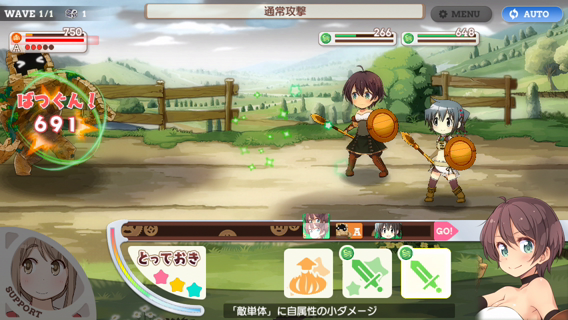 WAVE 1/1 1
通常攻撃
MENU
AUTO
750
A
266
648
ばつぐん!
691
A
GO!
とっておき
SUPPORT
「敵単体」に自属性の小ダメージ